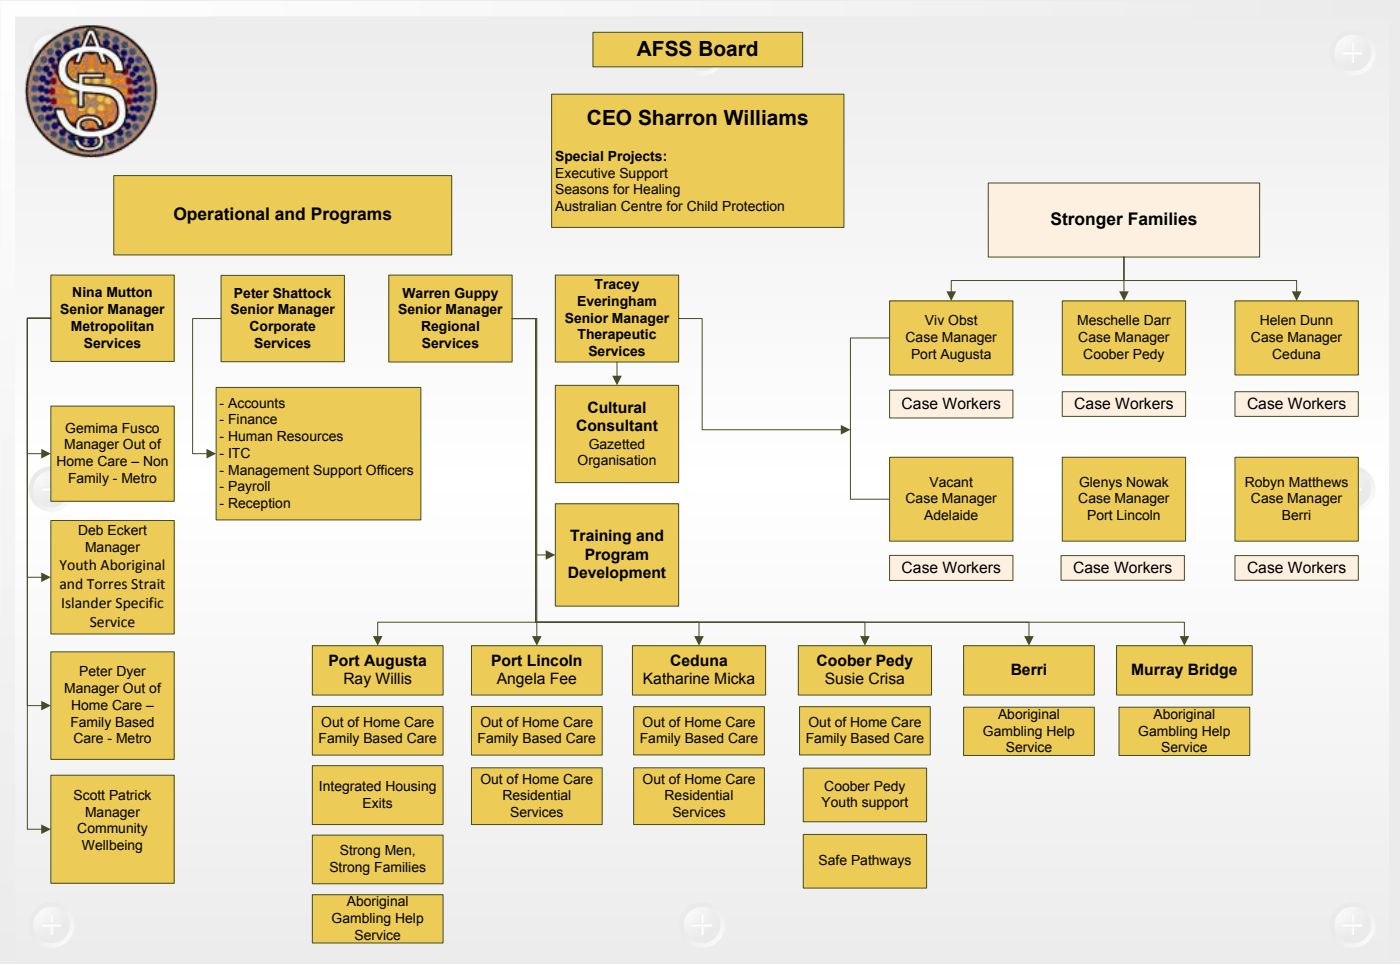 AFSS
AFSS Board
CEO Sharron Williams
Special Projects:
Executive Support
Seasons for Healing
Australian Centre for Child Protection
Operational and Programs
Stronger Families
Nina Mutton
Senior Manager
Metropolitan
Services
Peter Shattock
Senior Manager
Corporate
Services
Warren Guppy
Senior Manager
Regional
Services
Tracey
Everingham
Senior Manager
Therapeutic
Services
Viv Obst
Case Manager
Port Augusta
Meschelle Darr
Case Manager
Coober Pedy
Helen Dunn
Case Manager
Ceduna
Case Workers
Case Workers
Case Workers
Gemima Fusco
Manager Out of
Home Care – Non
Family - Metro
- Accounts
- Finance
- Human Resources
- ITC
- Management Support Officers
- Payroll
- Reception
Cultural
Consultant
Gazetted
Organisation
Vacant
Case Manager
Adelaide
Glenys Nowak
Case Manager
Port Lincoln
Robyn Matthews
Case Manager
Berri
Case Workers
Case Workers
Case Workers
Deb Eckert
Manager
Youth Aboriginal
and Torres Strait
Islander Specific
Service
Training and
Program
Development
Peter Dyer
Manager Out of
Home Care –
Family Based
Care - Metro
Scott Patrick
Manager
Community
Wellbeing
Port Augusta
Ray Willis
Port Lincoln
Angela Fee
Ceduna
Katharine Micka
Coober Pedy
Susie Crisa
Berri
Murray Bridge
Out of Home Care
Family Based Care
Out of Home Care
Family Based Care
Out of Home Care
Family Based Care
Out of Home Care
Family Based Care
Aboriginal
Gambling Help
Service
Aboriginal
Gambling Help
Service
Integrated Housing
Exits
Out of Home Care
Residential
Services
Out of Home Care
Residential
Services
Coober Pedy
Youth support
Strong Men,
Strong Families
Safe Pathways
Aboriginal
Gambling Help
Service